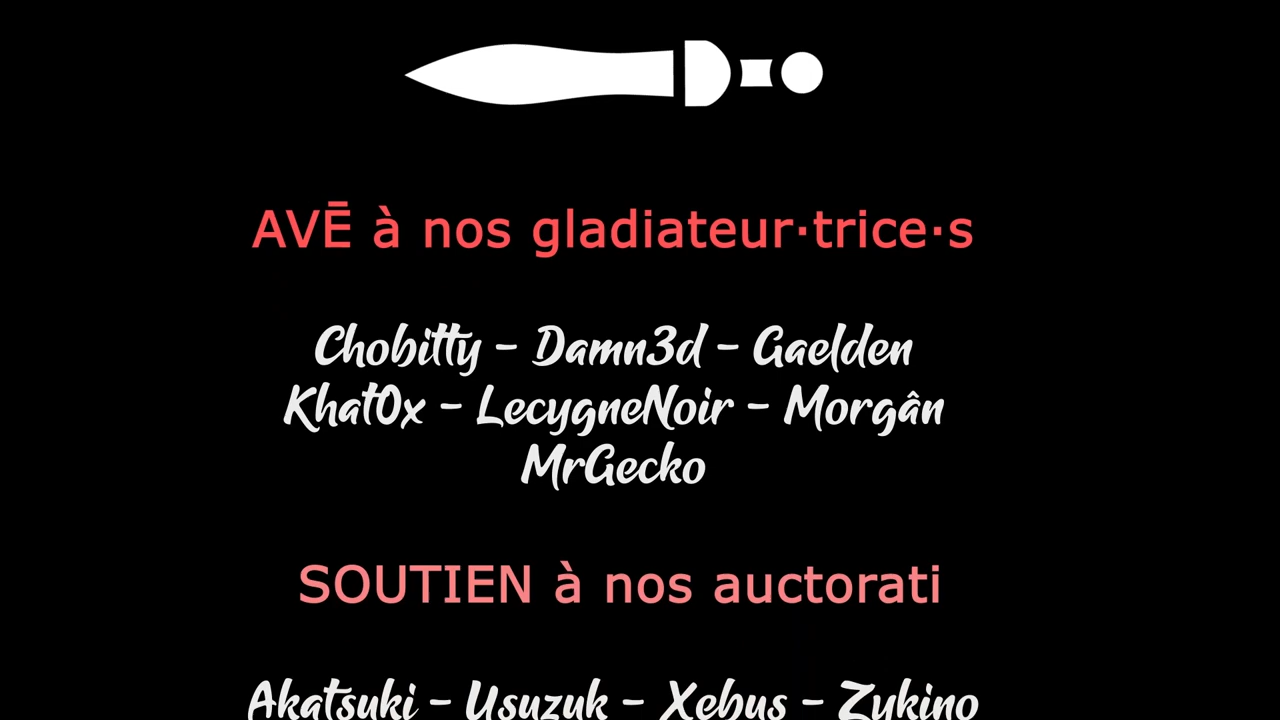 AVĒ à nos gladiateur·trice·s
Chobitty - Damn3d - Gaelden
Khat0x - LecygneNoir - Morgân
MrGecko
SOUTIEN à nos auctorati
Akatsuki - Usuzuk - Xebus - Zykino